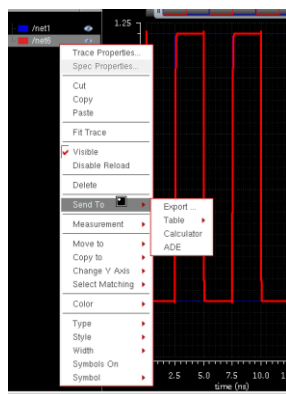 /net1
/net6
1.25
Trace Properties...
Spec Properties...
Cut
Copy
Paste
Fit Trace
Visible
Disable Reload
Delete
Send To
Export ...
Table
Calculator
ADE
Measurement
Move to
Copy to
Change V Axis
Select Matching
Color
Type
Style
Width
Symbols On
Symbol
2.5 5.0 7.5 10.0 1
time (ns)